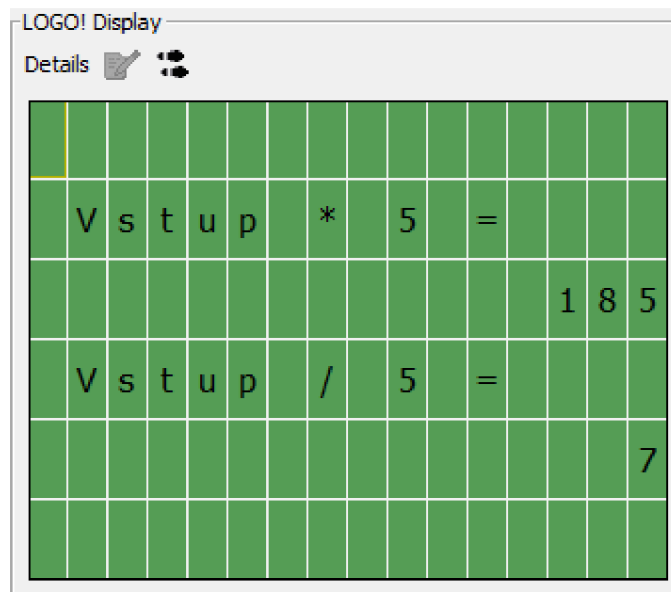 LOGO! Display
Details
Vstup * 5 =
185
Vstup / 5 =
7